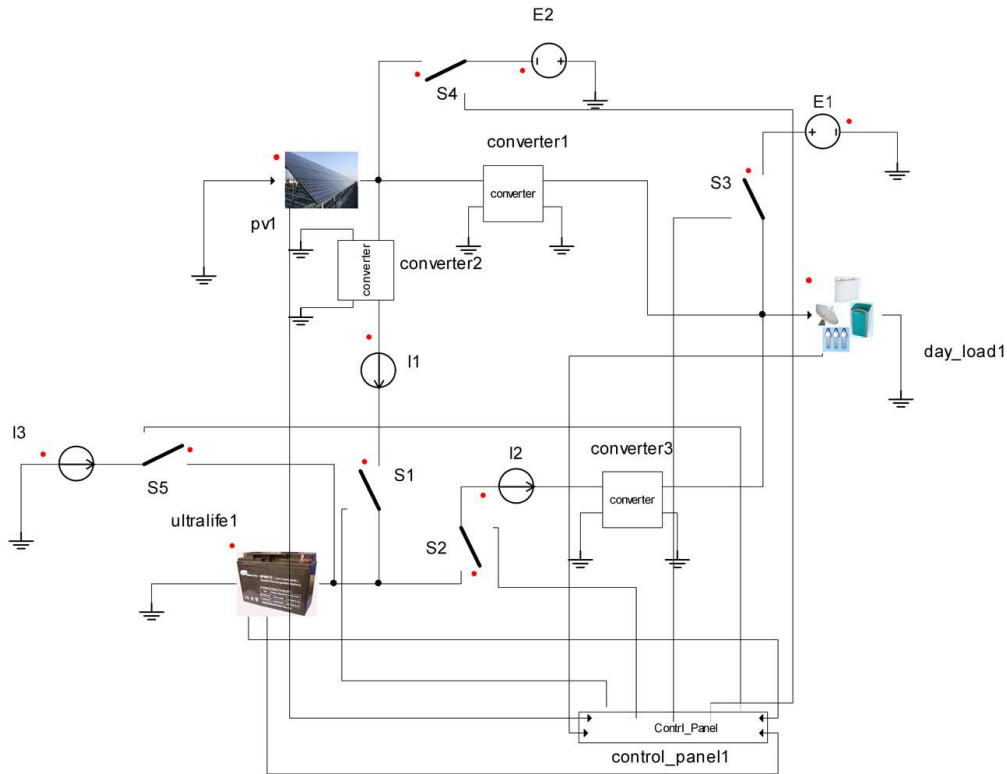 E2
S4
E1
converter1
converter
S3
pv1
converter
converter2
I1
day_load1
I3
S5
S1
I2
converter3
converter
ultralife1
S2
Contrl_Panel
control_panel1